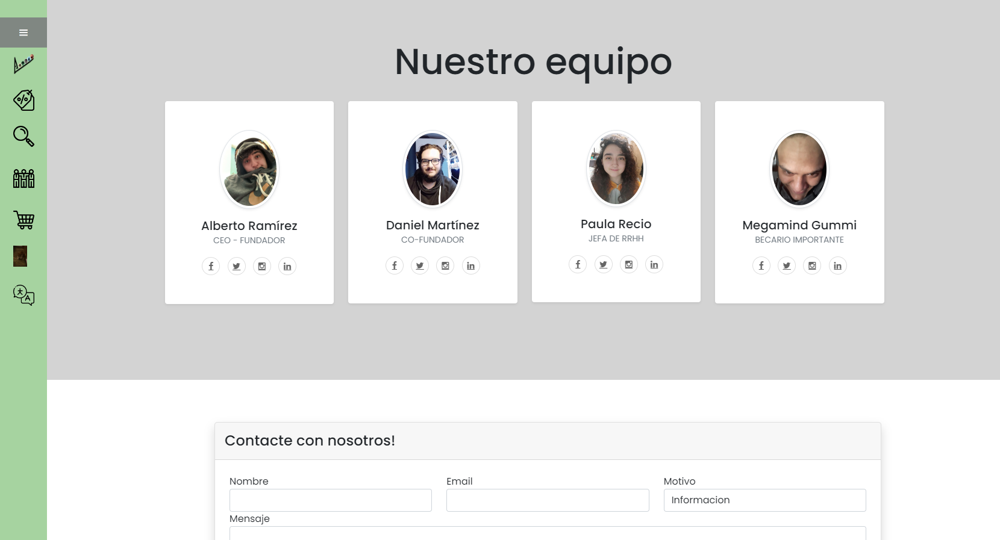 Nuestro equipo
Alberto Ramírez
CEO - FUNDADOR
Daniel Martínez
CO-FUNDADOR
Paula Recio
JEFA DE RRHH
Megamind Gummi
BECARIO IMPORTANTE
Contacte con nosotros!
Nombre
Email
Motivo
Informacion
Mensaje